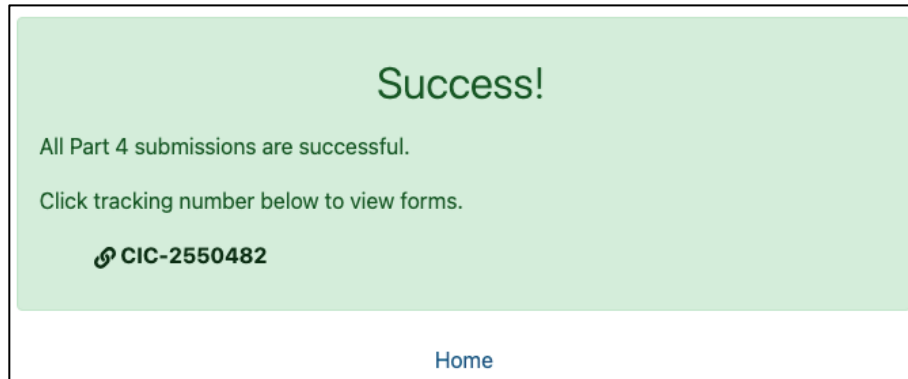 Success!
All Part 4 submissions are successful.
Click tracking number below to view forms.
CIC-2550482
Home